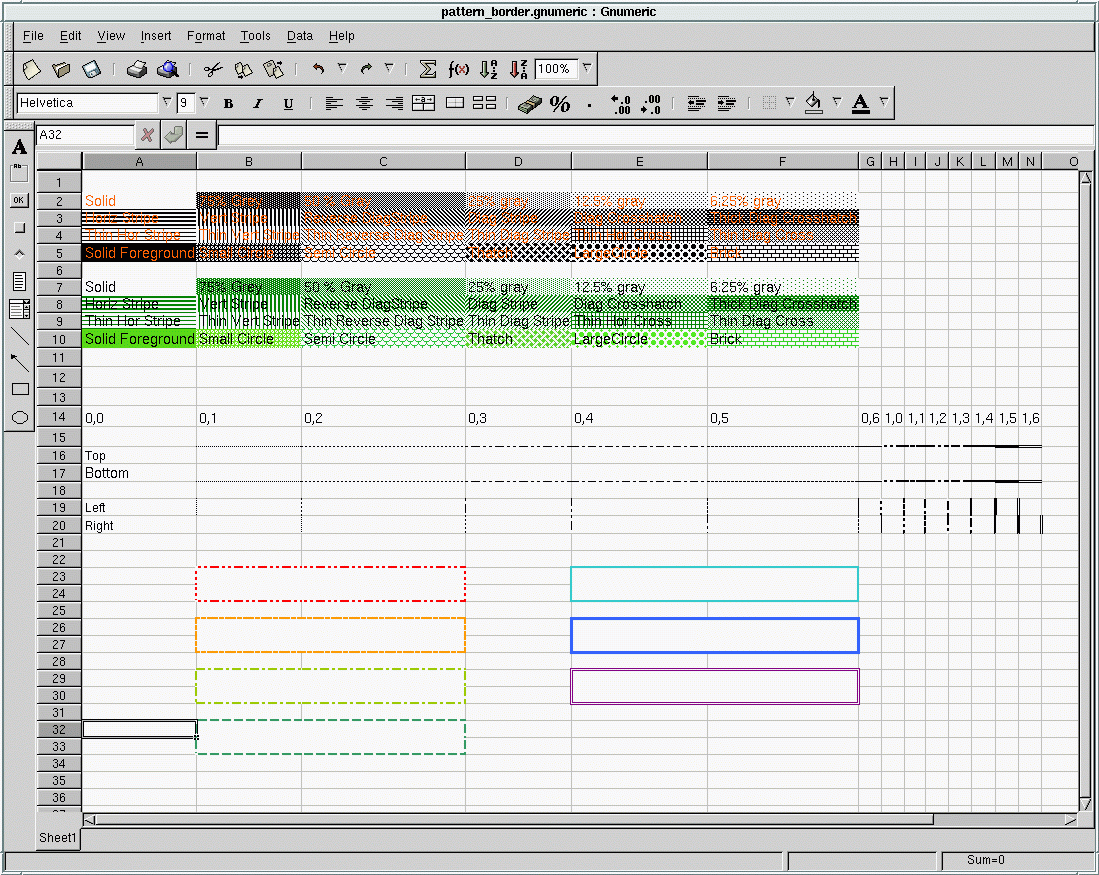 pattern_border.gnumeric : Gnumeric
File Edit View Insert Format Tools Data Help
f(x) A Z Z A 100%
Helvetica 9 B I U % . ←.0 .00 .00 →.0 A
A32 =
A
Ab
OK
A B C D E F G H I J K L M N O
1
2 Solid 75% Grey 50 % gray 25% gray 12.5% gray 6.25% gray
3 Horiz Stripe Vert Stripe Reverse DiagStripe Diag Stripe Diag Crosshatch Thick Diag Crosshatch
4 Thin Hor Stripe Thin Vert Stripe Thin Reverse Diag Stripe Thin Diag Stripe Thin Hor Cross Thin Diag Cross
5 Solid Foreground Small Circle Semi Circle Thatch LargeCircle Brick
6
7 Solid 75% Grey 50 % Gray 25% gray 12.5% gray 6.25% gray
8 Horiz Stripe Vert Stripe Reverse DiagStripe Diag Stripe Diag Crosshatch Thick Diag Crosshatch
9 Thin Hor Stripe Thin Vert Stripe Thin Reverse Diag Stripe Thin Diag Stripe Thin Hor Cross Thin Diag Cross
10 Solid Foreground Small Circle Semi Circle Thatch LargeCircle Brick
11
12
13
14 0,0 0,1 0,2 0,3 0,4 0,5 0,6 1,0 1,1 1,2 1,3 1,4 1,5 1,6
15
16 Top
17 Bottom
18
19 Left
20 Right
21
22
23
24
25
26
27
28
29
30
31
32
33
34
35
36
Sheet1
Sum=0